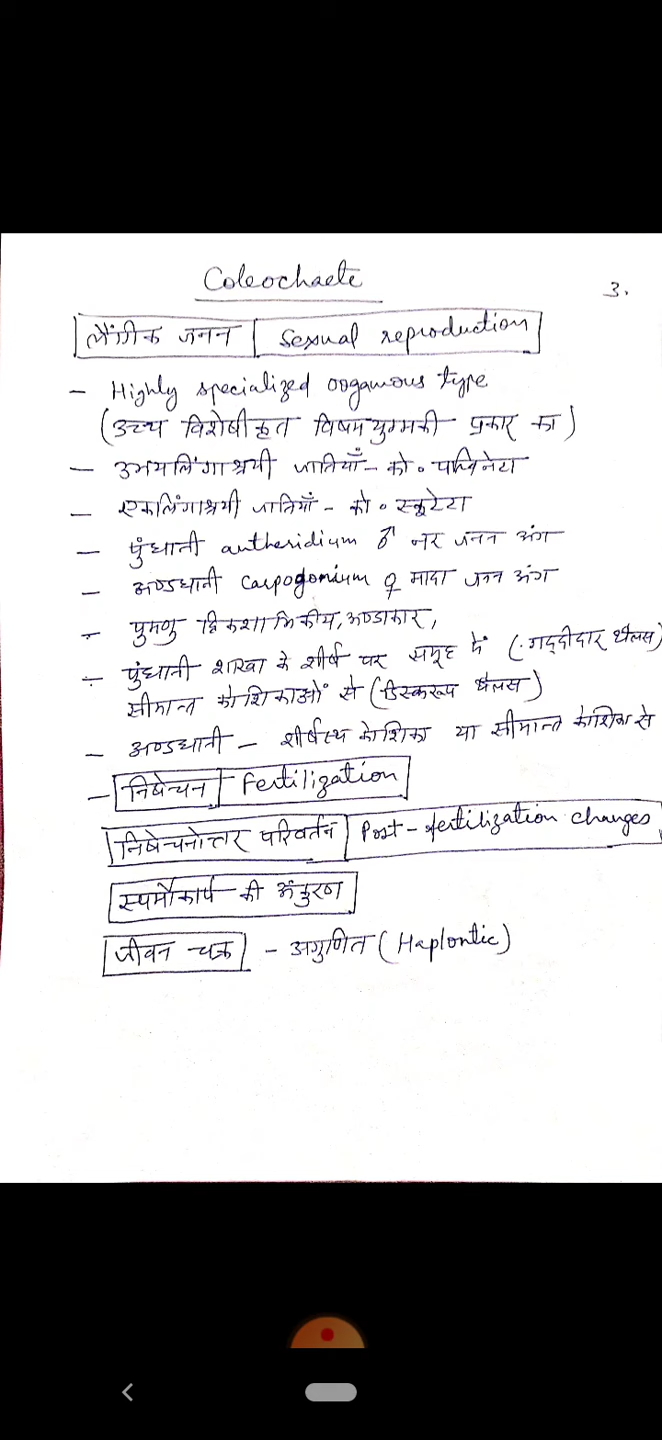 Coleochaete
3.
लैंगिक जनन | Sexual reproduction
- Highly specialized oogamous type
(उच्च विशेषीकृत विषमयुग्मकी प्रकार का)
- उभयलिंगाश्रयी जातियाँ - को॰ पल्विनेटा
- एकलिंगाश्रयी जातियाँ - को॰ स्कूटेटा
- पुंधानी antheridium ♂ नर जनन अंग
- अण्डधानी carpogonium ♀ मादा जनन अंग
- पुमणु द्विकशाभिकीय, अण्डाकार,
- पुंधानी शाखा के शीर्ष पर समूह में (गद्दीदार थैलस)
सीमान्त कोशिकाओं से (डिस्करूप थैलस)
- अण्डधानी - शीर्षस्थ कोशिका या सीमान्त कोशिका से
- निषेचन | Fertilization
निषेचनोत्तर परिवर्तन | Post-fertilization changes
स्पर्मोकार्प की अंकुरण
जीवन चक्र - अगुणित (Haplontic)